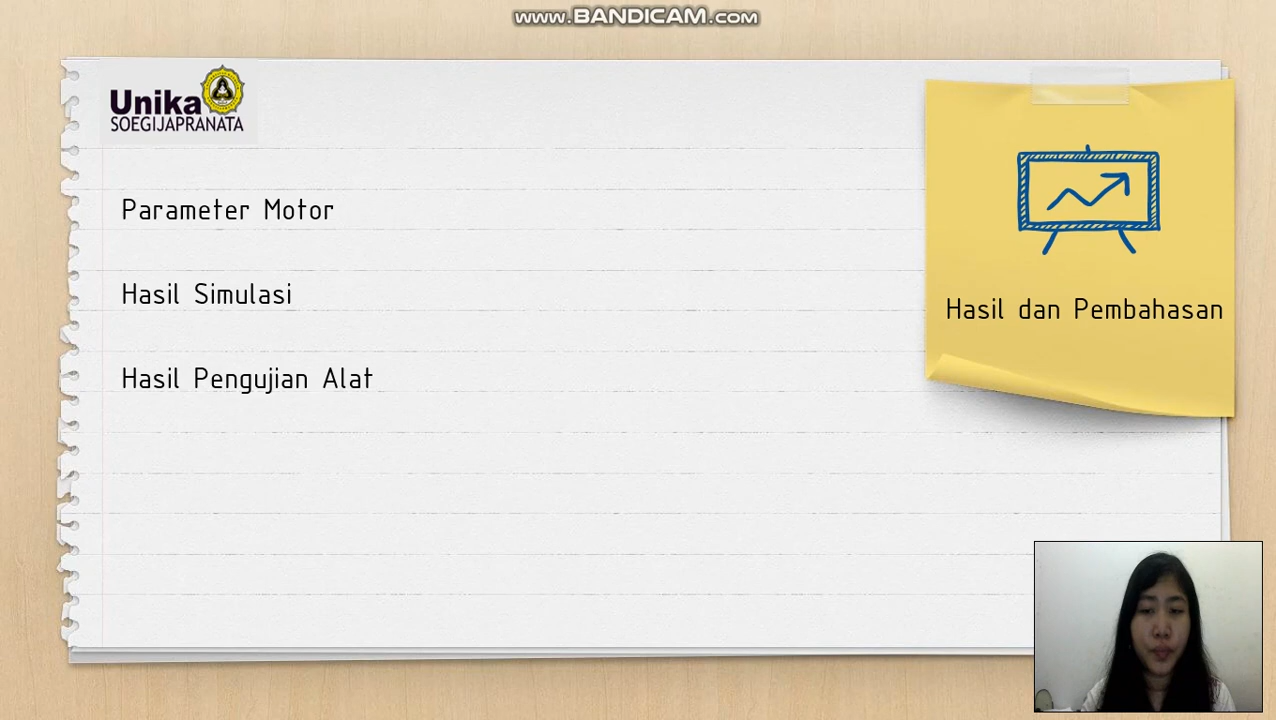 www.BANDICAM.com
Unika
SOEGIJAPRANATA
Parameter Motor
Hasil Simulasi
Hasil Pengujian Alat
Hasil dan Pembahasan